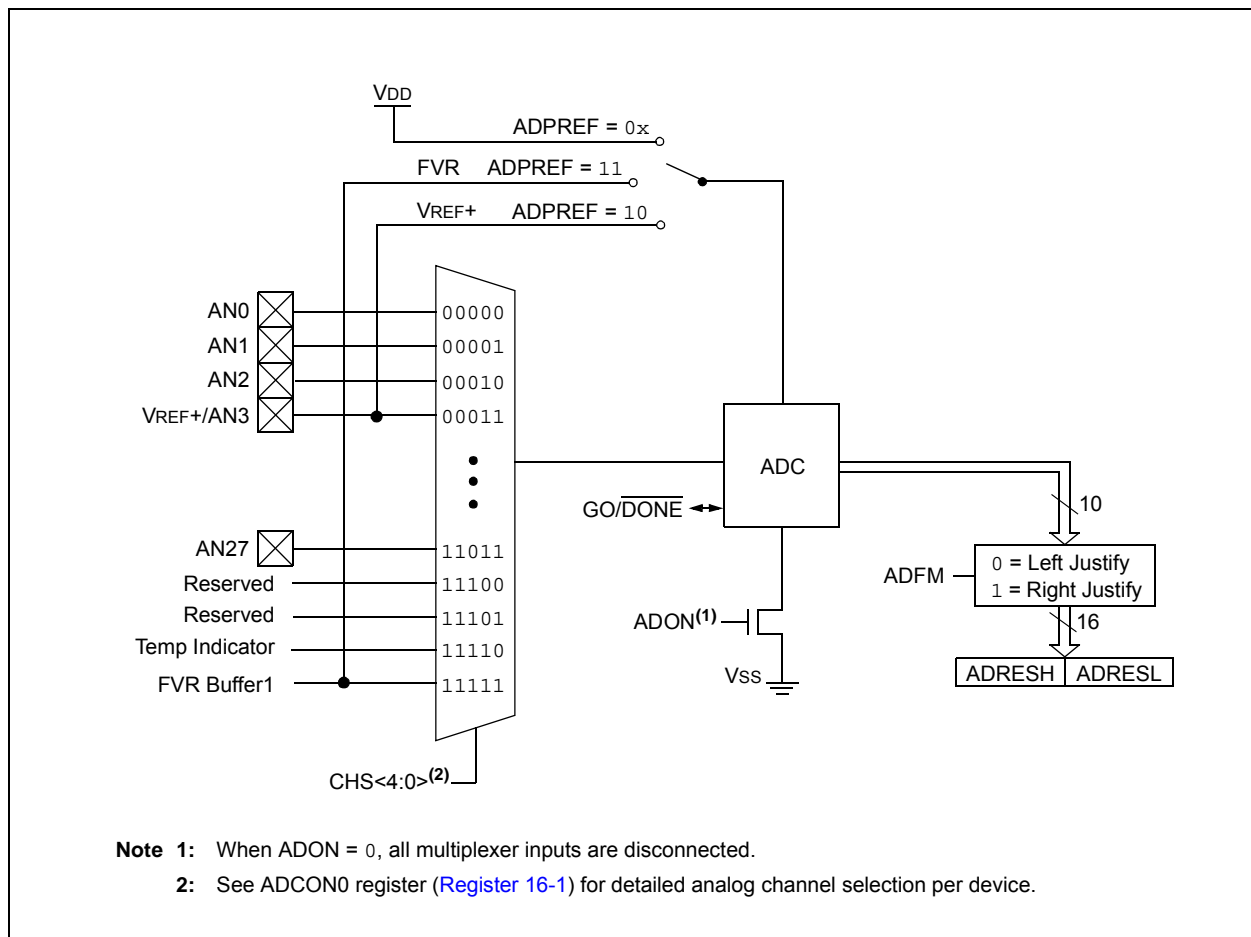 VDD
ADPREF = 0x
FVR ADPREF = 11
VREF+ ADPREF = 10
AN0
00000
AN1
00001
AN2
00010
VREF+/AN3
00011
ADC
GO/DONE
10
AN27
11011
Reserved
11100
Reserved
11101
Temp Indicator
11110
FVR Buffer1
11111
ADFM
0 = Left Justify
1 = Right Justify
16
ADON(1)
VSS
ADRESH ADRESL
CHS<4:0>(2)
Note 1: When ADON = 0, all multiplexer inputs are disconnected.
2: See ADCON0 register (Register 16-1) for detailed analog channel selection per device.